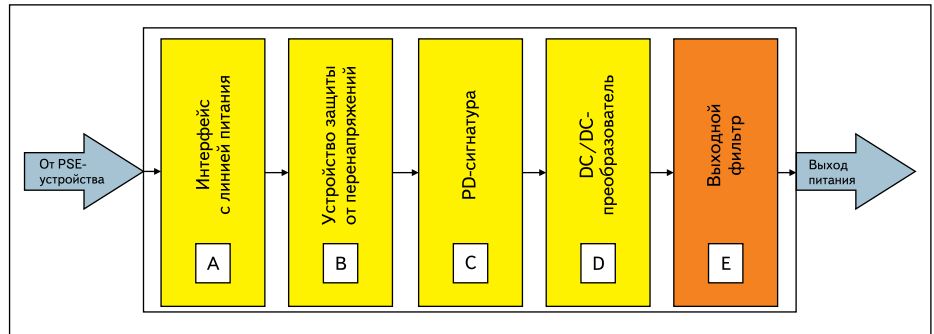 От PSE-
устройства
Интерфейс
с линией питания
A
Устройство защиты
от перенапряжений
B
PD-сигнатура
C
DC/DC-
преобразователь
D
Выходной
фильтр
E
Выход
питания